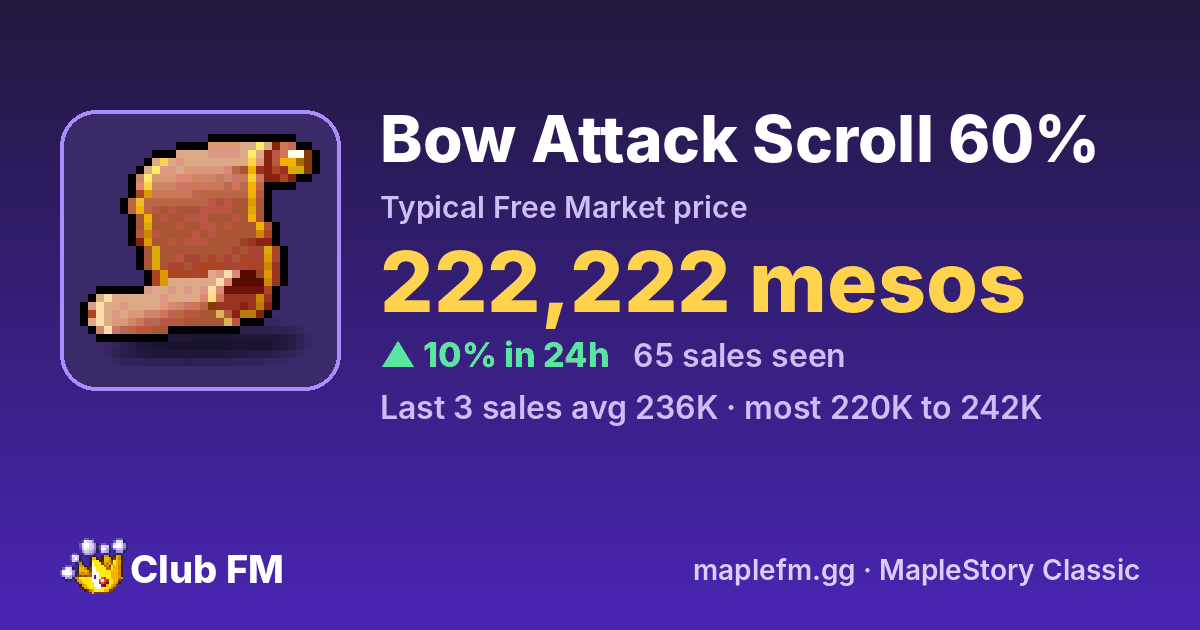 Bow Attack Scroll 60%
Typical Free Market price
222,222 mesos
▲ 10% in 24h 65 sales seen
Last 3 sales avg 236K · most 220K to 242K
Club FM
maplefm.gg · MapleStory Classic